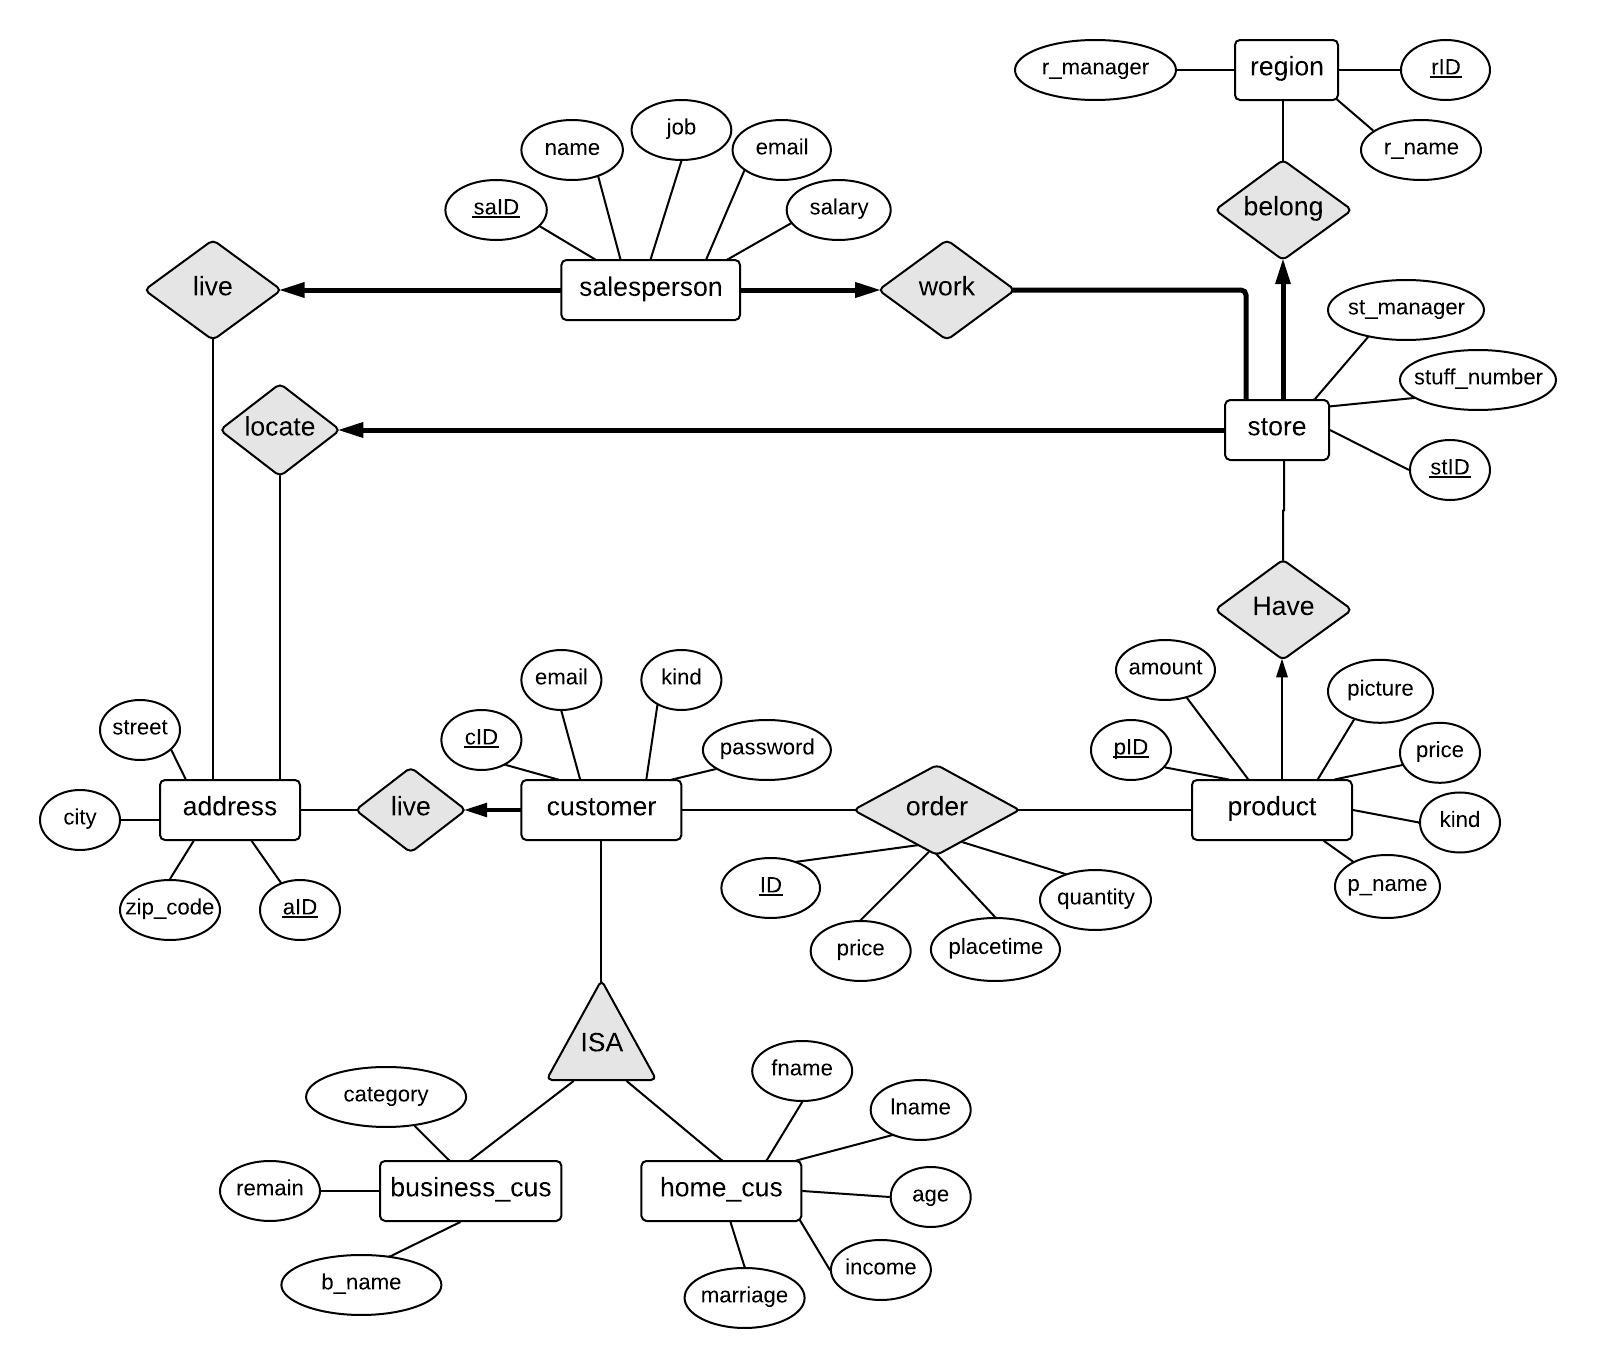 region
r_manager
rID
job
name
email
r_name
saID
salary
belong
live
salesperson
work
st_manager
stuff_number
locate
store
stID
Have
amount
email
kind
picture
street
cID
password
pID
price
address
live
customer
order
product
city
kind
ID
p_name
zip_code
aID
quantity
price
placetime
ISA
fname
category
lname
remain
business_cus
home_cus
age
b_name
income
marriage